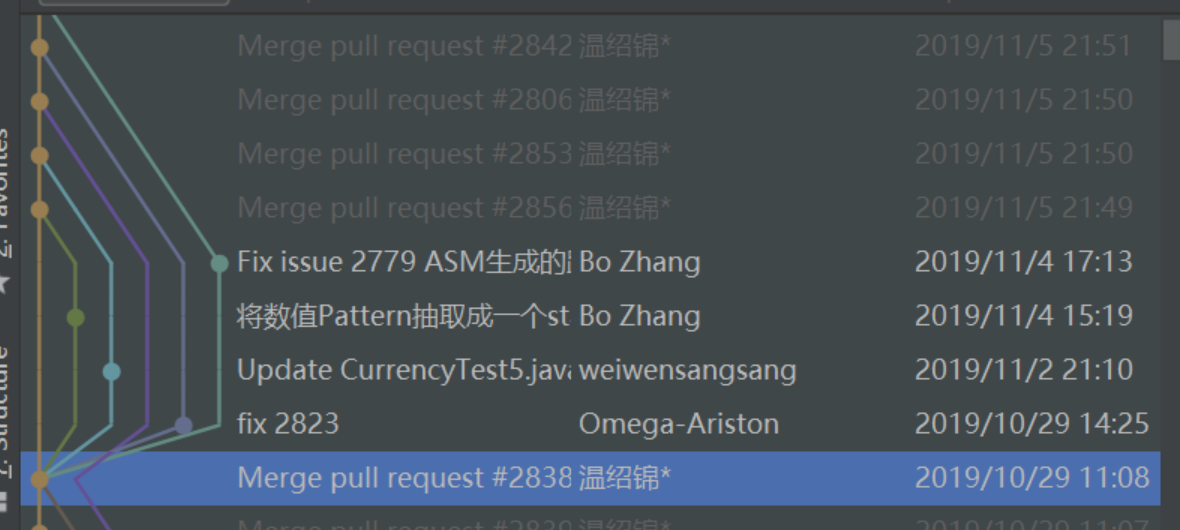 Merge pull request #2842 温绍锦* 2019/11/5 21:51
Merge pull request #2806 温绍锦* 2019/11/5 21:50
Merge pull request #2853 温绍锦* 2019/11/5 21:50
Merge pull request #2856 温绍锦* 2019/11/5 21:49
Fix issue 2779 ASM生成的 Bo Zhang 2019/11/4 17:13
将数值Pattern抽取成一个st Bo Zhang 2019/11/4 15:19
Update CurrencyTest5.java weiwensangsang 2019/11/2 21:10
fix 2823 Omega-Ariston 2019/10/29 14:25
Merge pull request #2838 温绍锦* 2019/10/29 11:08
Merge pull request #2839 温绍锦* 2019/10/29 11:07
2: Favorites
7: Structure